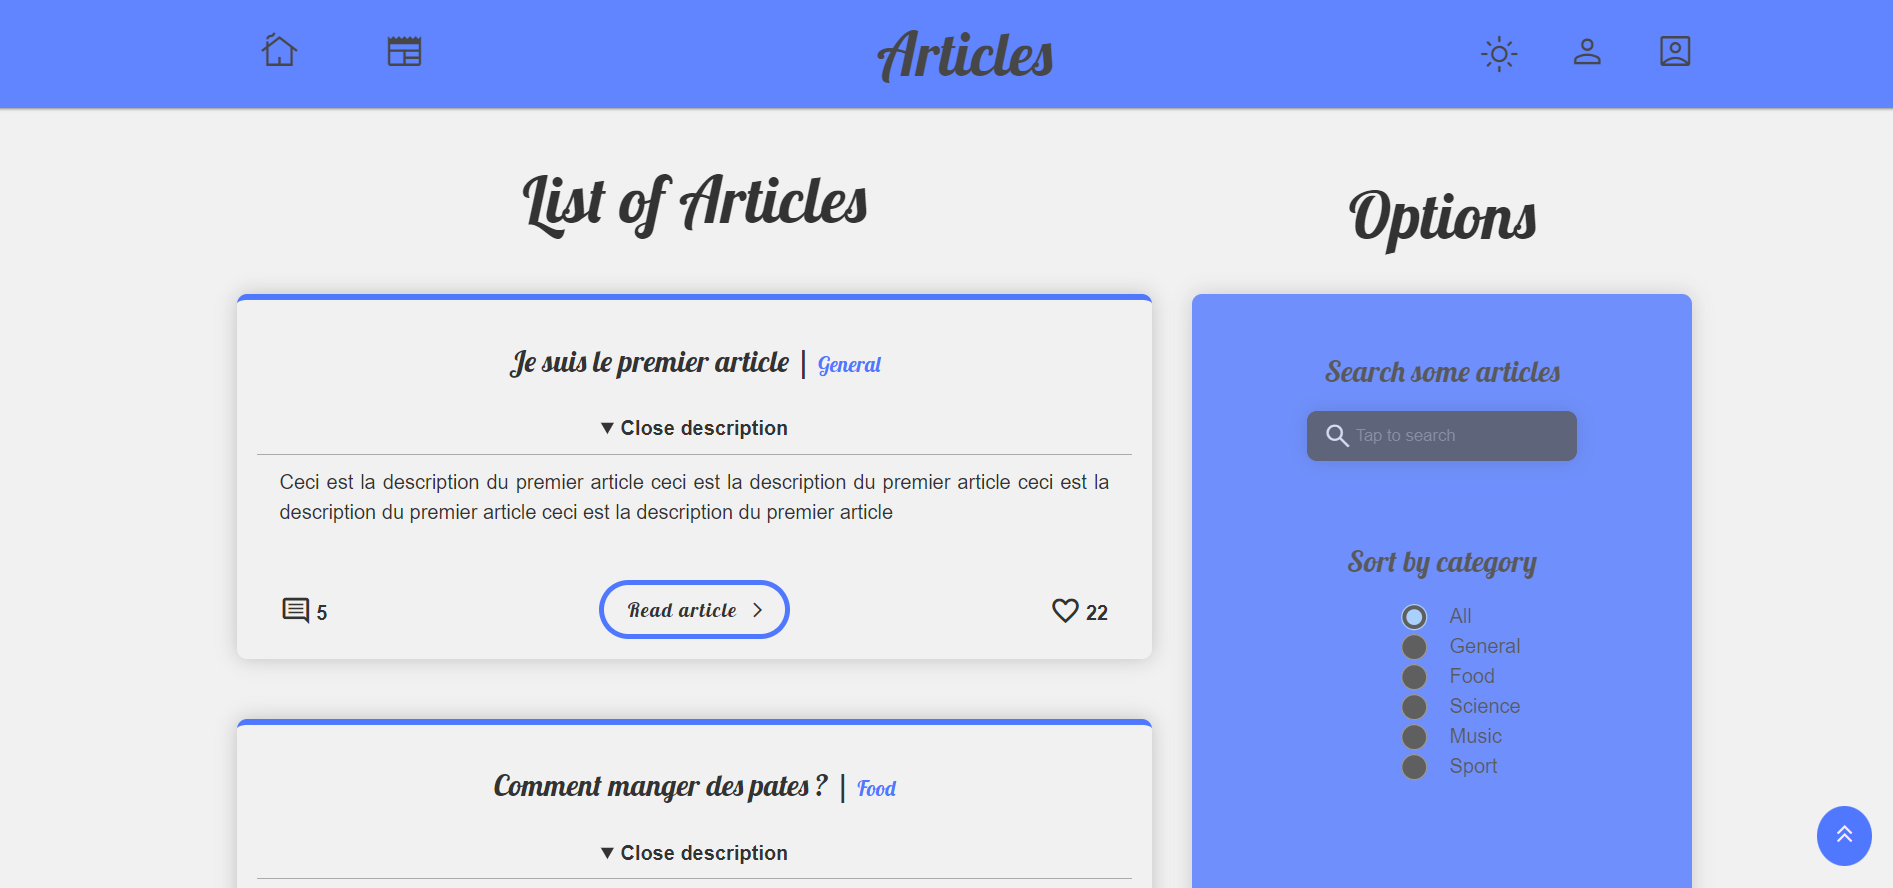 Articles
List of Articles
Je suis le premier article | General
▼ Close description
Ceci est la description du premier article ceci est la description du premier article ceci est la
description du premier article ceci est la description du premier article
5
Read article >
22
Comment manger des pates ? | Food
▼ Close description
Options
Search some articles
Tap to search
Sort by category
All
General
Food
Science
Music
Sport